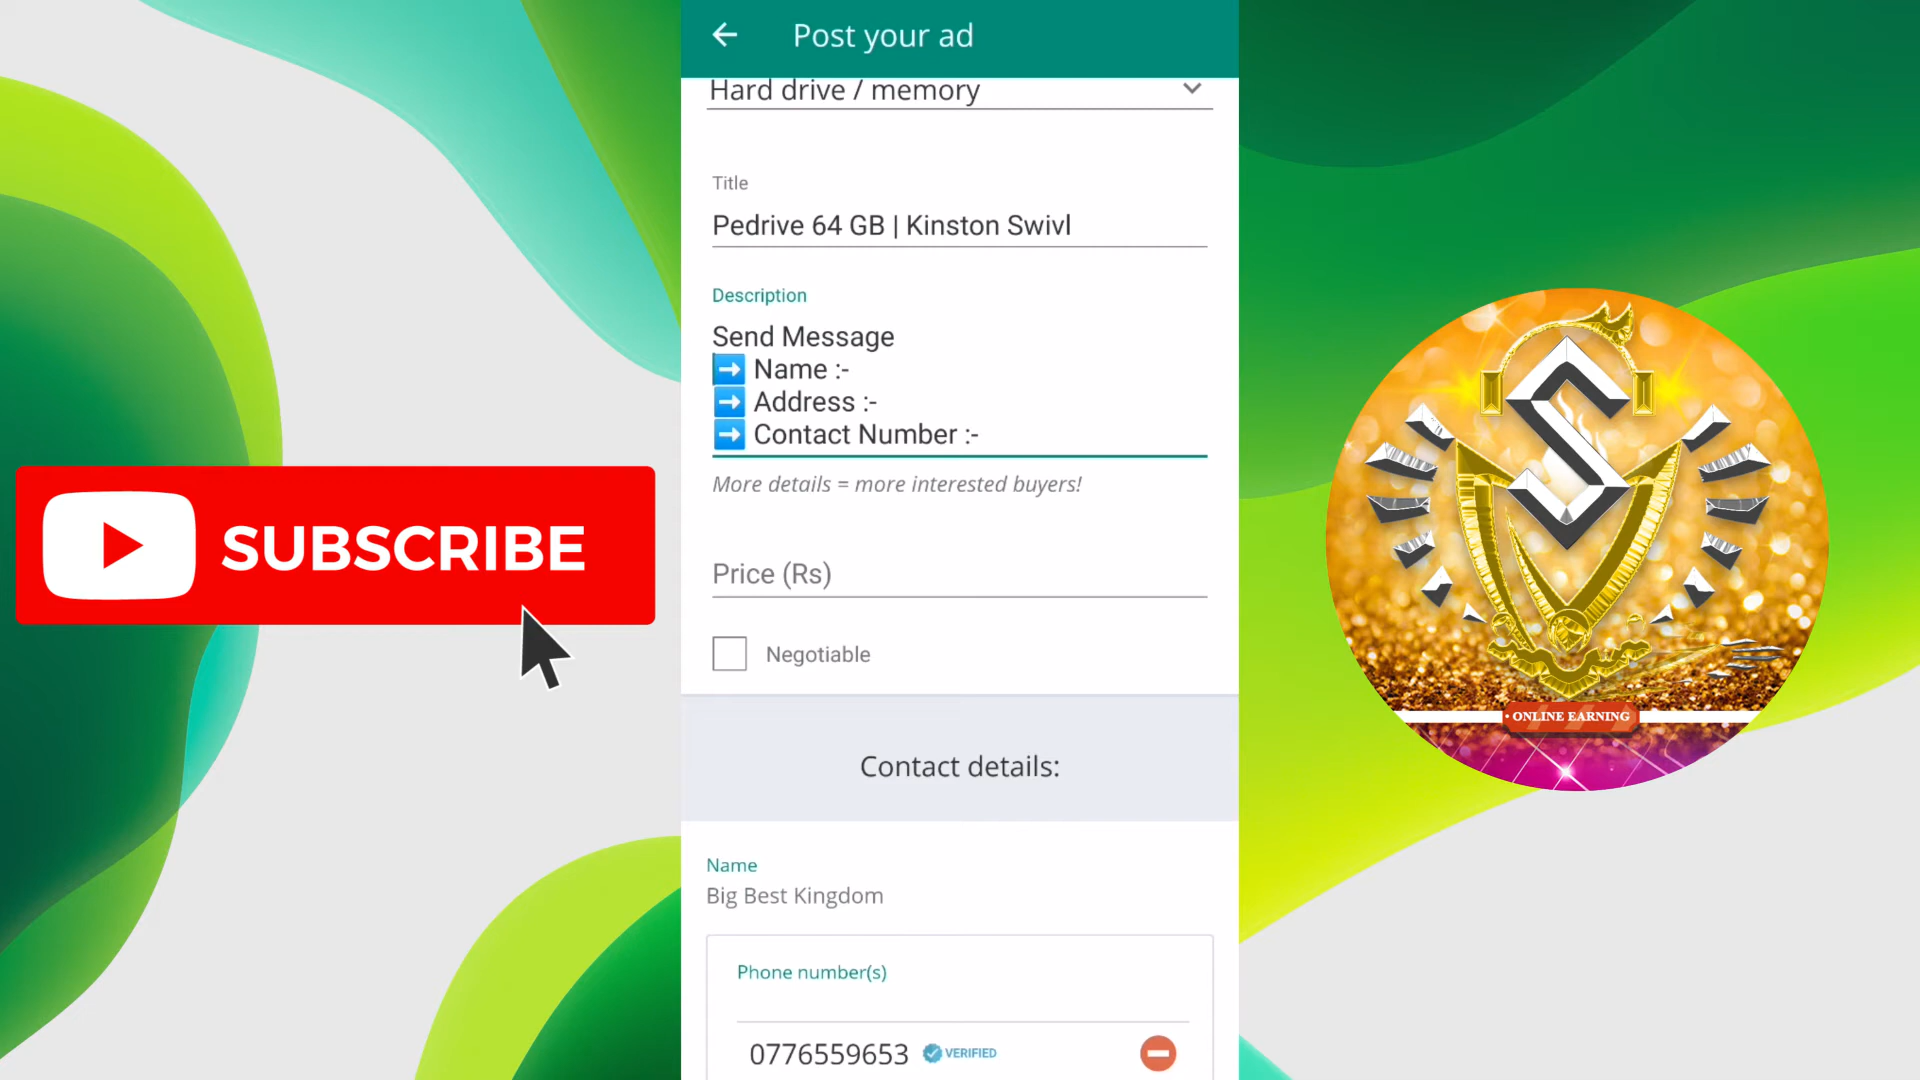 Post your ad
Hard drive / memory
Title
Pedrive 64 GB | Kinston Swivl
Description
Send Message
➡️ Name :-
➡️ Address :-
➡️ Contact Number :-
More details = more interested buyers!
Price (Rs)
Negotiable
Contact details:
Name
Big Best Kingdom
Phone number(s)
0776559653 VERIFIED
SUBSCRIBE
S
• ONLINE EARNING